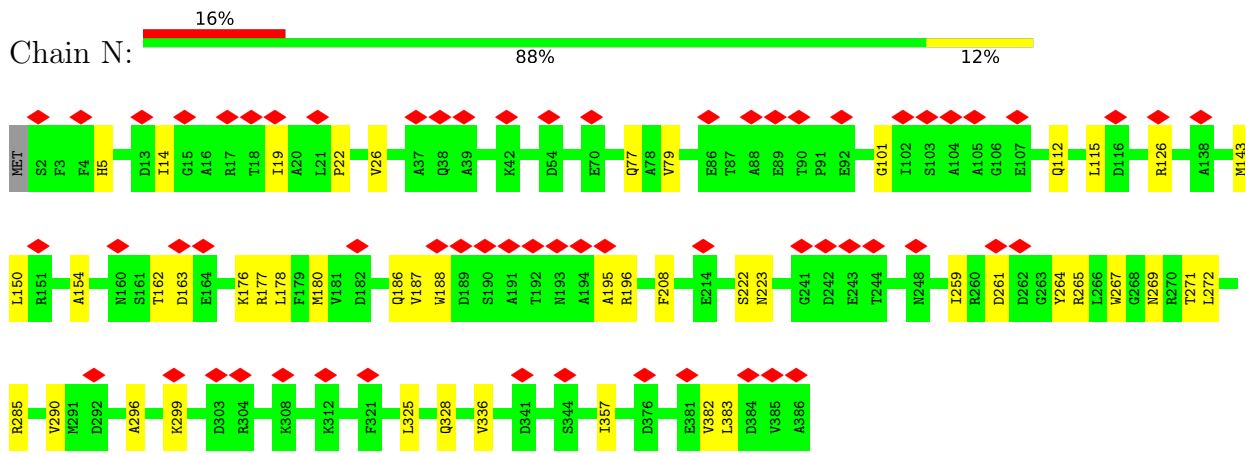 16%
Chain N:
88% 12%
MET S2 F3 F4 H5 D13 I14 G15 A16 R17 T18 I19 A20 L21 P22 V26 A37 Q38 A39 K42 D54 E70 Q77 A78 V79 E86 T87 A88 E89 T90 P91 E92 G101 I102 S103 A104 A105 G106 E107 Q112 L115 D116 R126 A138 M143
L150 R151 A154 N160 S161 T162 D163 E164 K176 R177 L178 F179 M180 V181 D182 Q186 V187 W188 D189 S190 A191 T192 N193 A194 A195 R196 F208 E214 S222 N223 G241 D242 E243 T244 N248 I259 R260 D261 D262 G263 Y264 R265 L266 W267 G268 N269 R270 T271 L272
R285 V290 M291 D292 A296 K299 D303 R304 K308 K312 F321 L325 Q328 V336 D341 S344 I357 D376 E381 V382 L383 D384 V385 A386